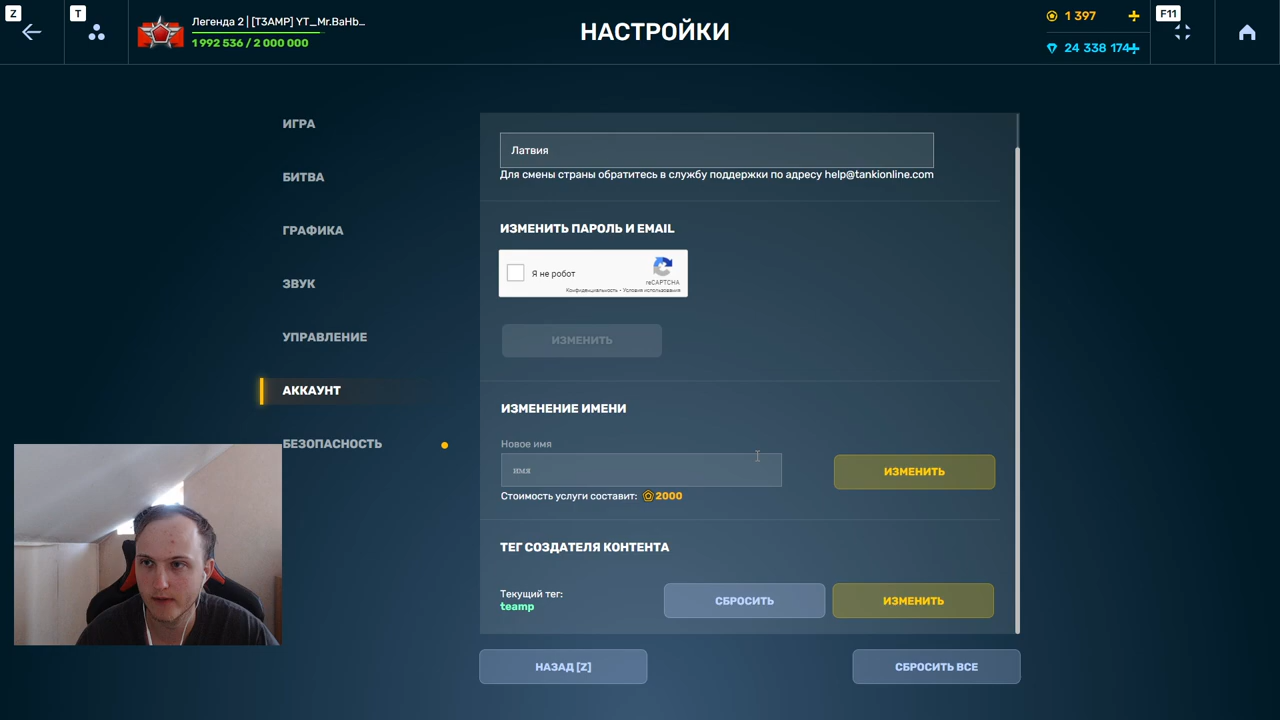 Z
T
Легенда 2 | [T3AMP] YT_Mr.BaHb...
1 992 536 / 2 000 000
НАСТРОЙКИ
1 397
24 338 174
F11
ИГРА
БИТВА
ГРАФИКА
ЗВУК
УПРАВЛЕНИЕ
АККАУНТ
БЕЗОПАСНОСТЬ
Латвия
Для смены страны обратитесь в службу поддержки по адресу help@tankionline.com
ИЗМЕНИТЬ ПАРОЛЬ И EMAIL
Я не робот
reCAPTCHA
Конфиденциальность - Условия использования
ИЗМЕНИТЬ
ИЗМЕНЕНИЕ ИМЕНИ
Новое имя
имя
ИЗМЕНИТЬ
Стоимость услуги составит: 2000
ТЕГ СОЗДАТЕЛЯ КОНТЕНТА
Текущий тег:
teamp
СБРОСИТЬ
ИЗМЕНИТЬ
НАЗАД [Z]
СБРОСИТЬ ВСЕ